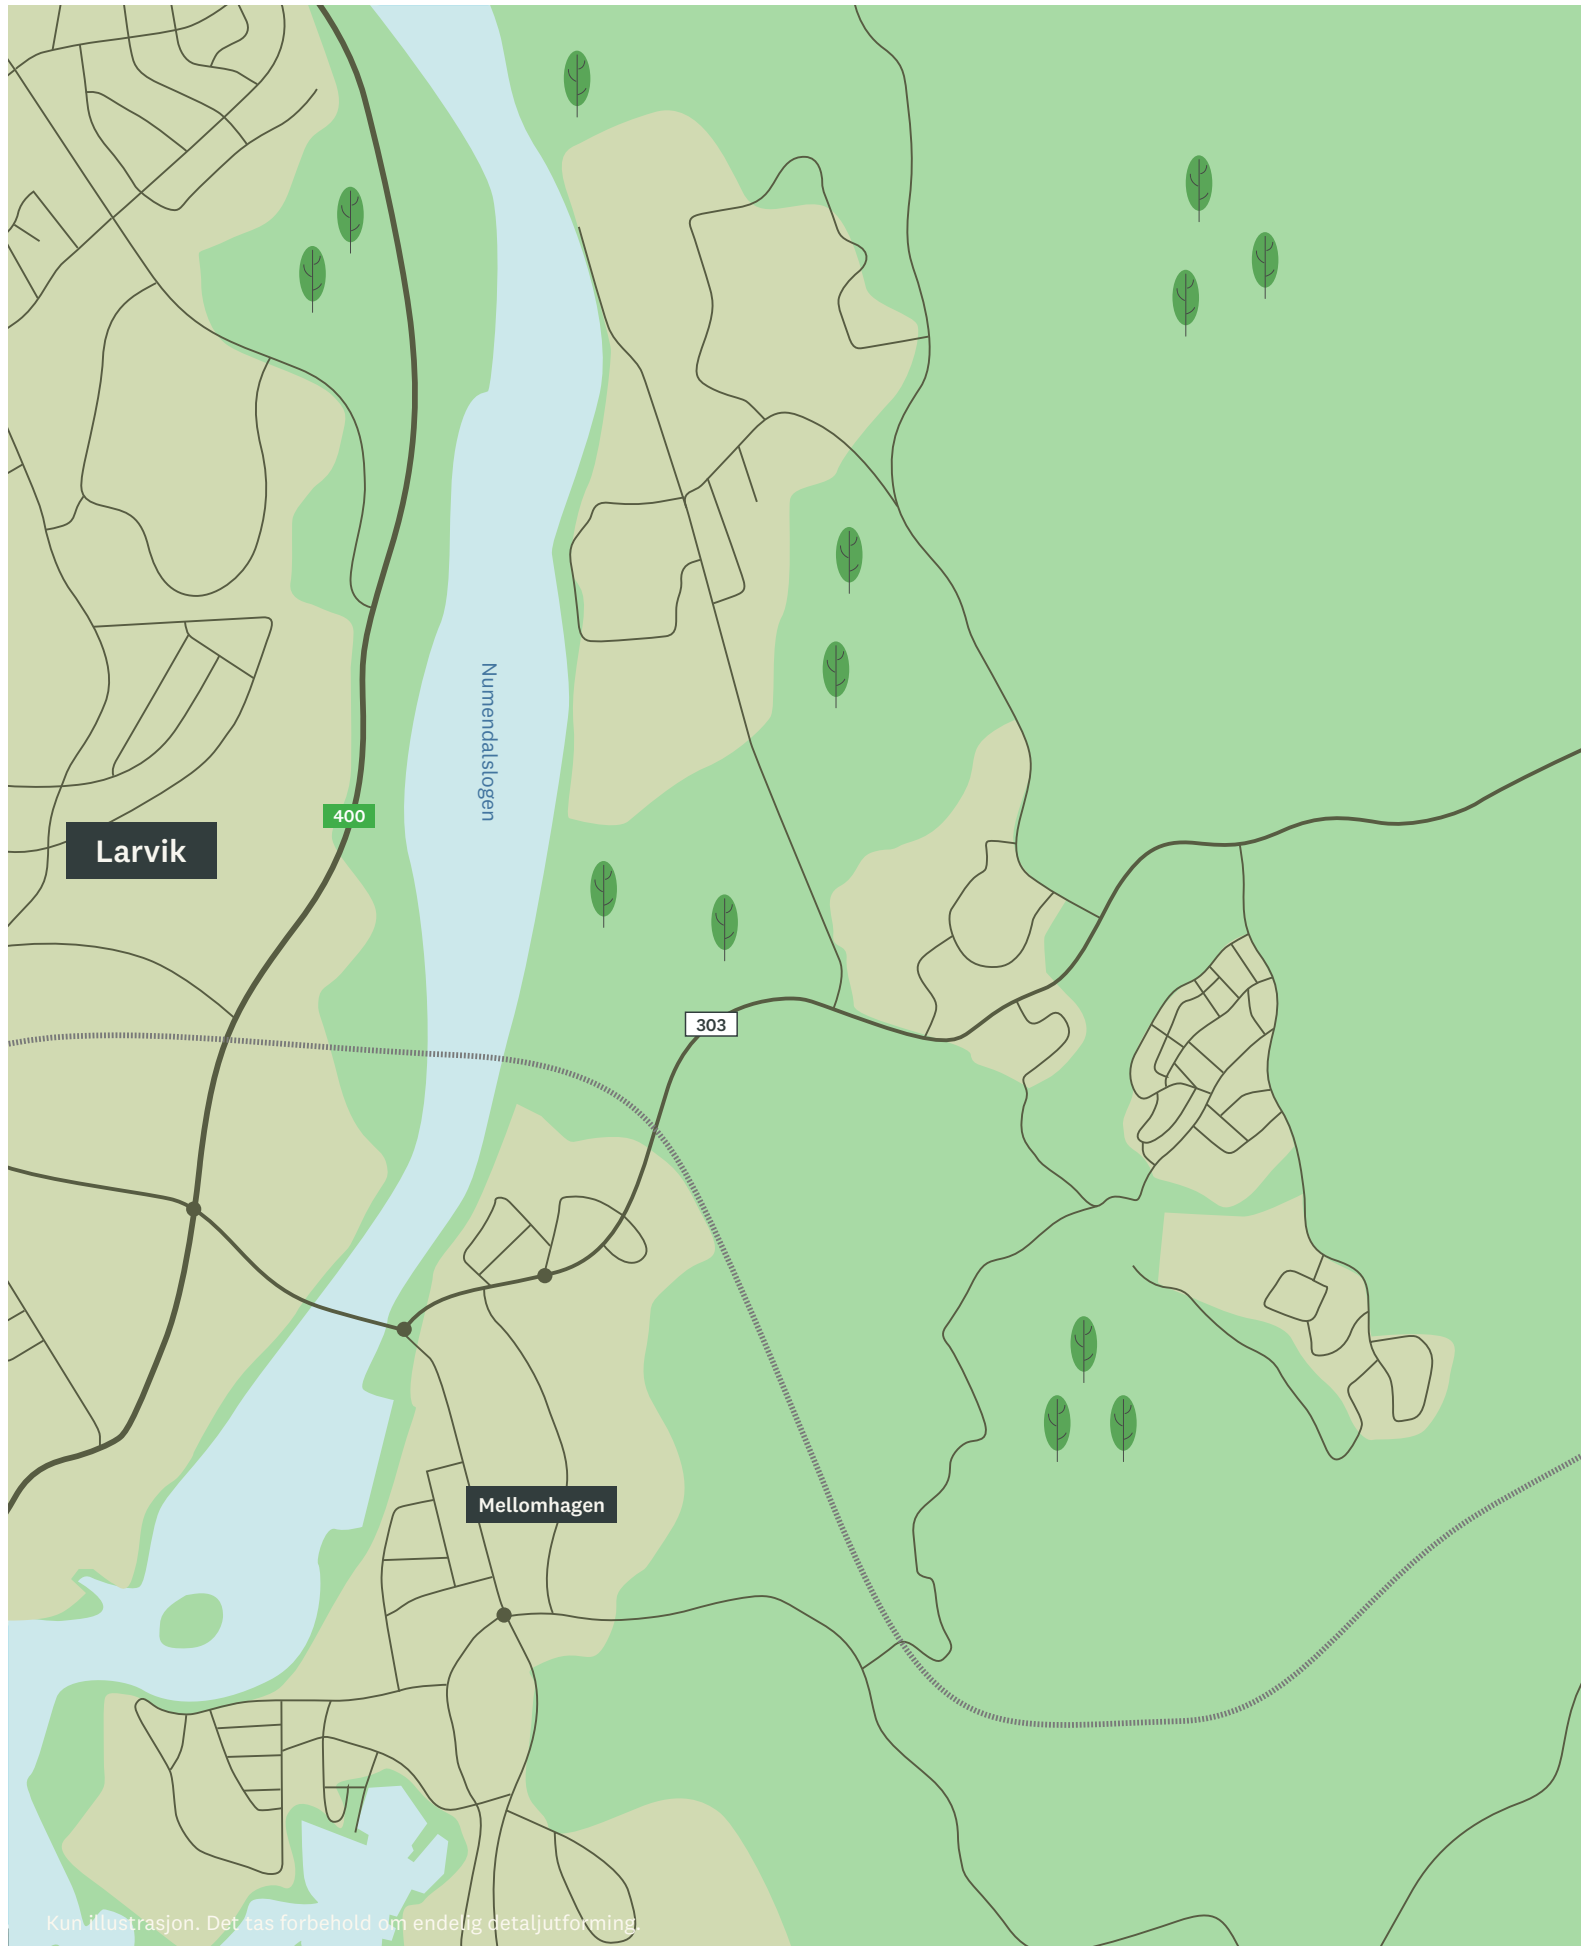 Numendalslogen
400
Larvik
303
Mellomhagen
Kun illustrasjon. Det tas forbehold om endelig detaljutforming.